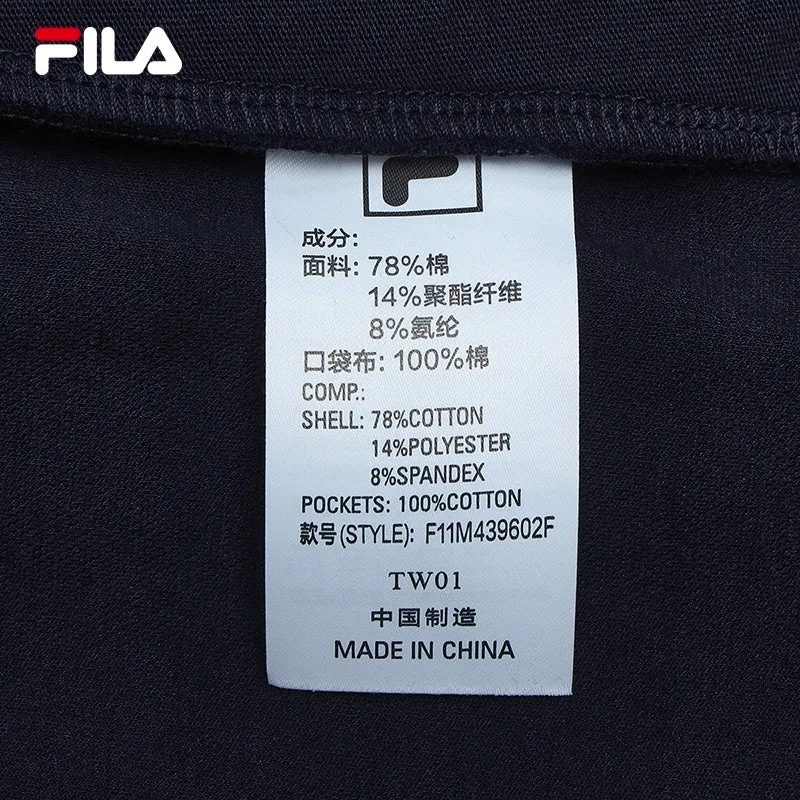 FILA
成分:
面料: 78%棉
14%聚酯纤维
8%氨纶
口袋布: 100%棉
COMP.:
SHELL: 78%COTTON
14%POLYESTER
8%SPANDEX
POCKETS: 100%COTTON
款号(STYLE): F11M439602F
TW01
中国制造
MADE IN CHINA